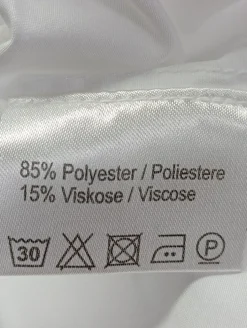 85% Polyester / Poliestere
15% Viskose / Viscose
30 P